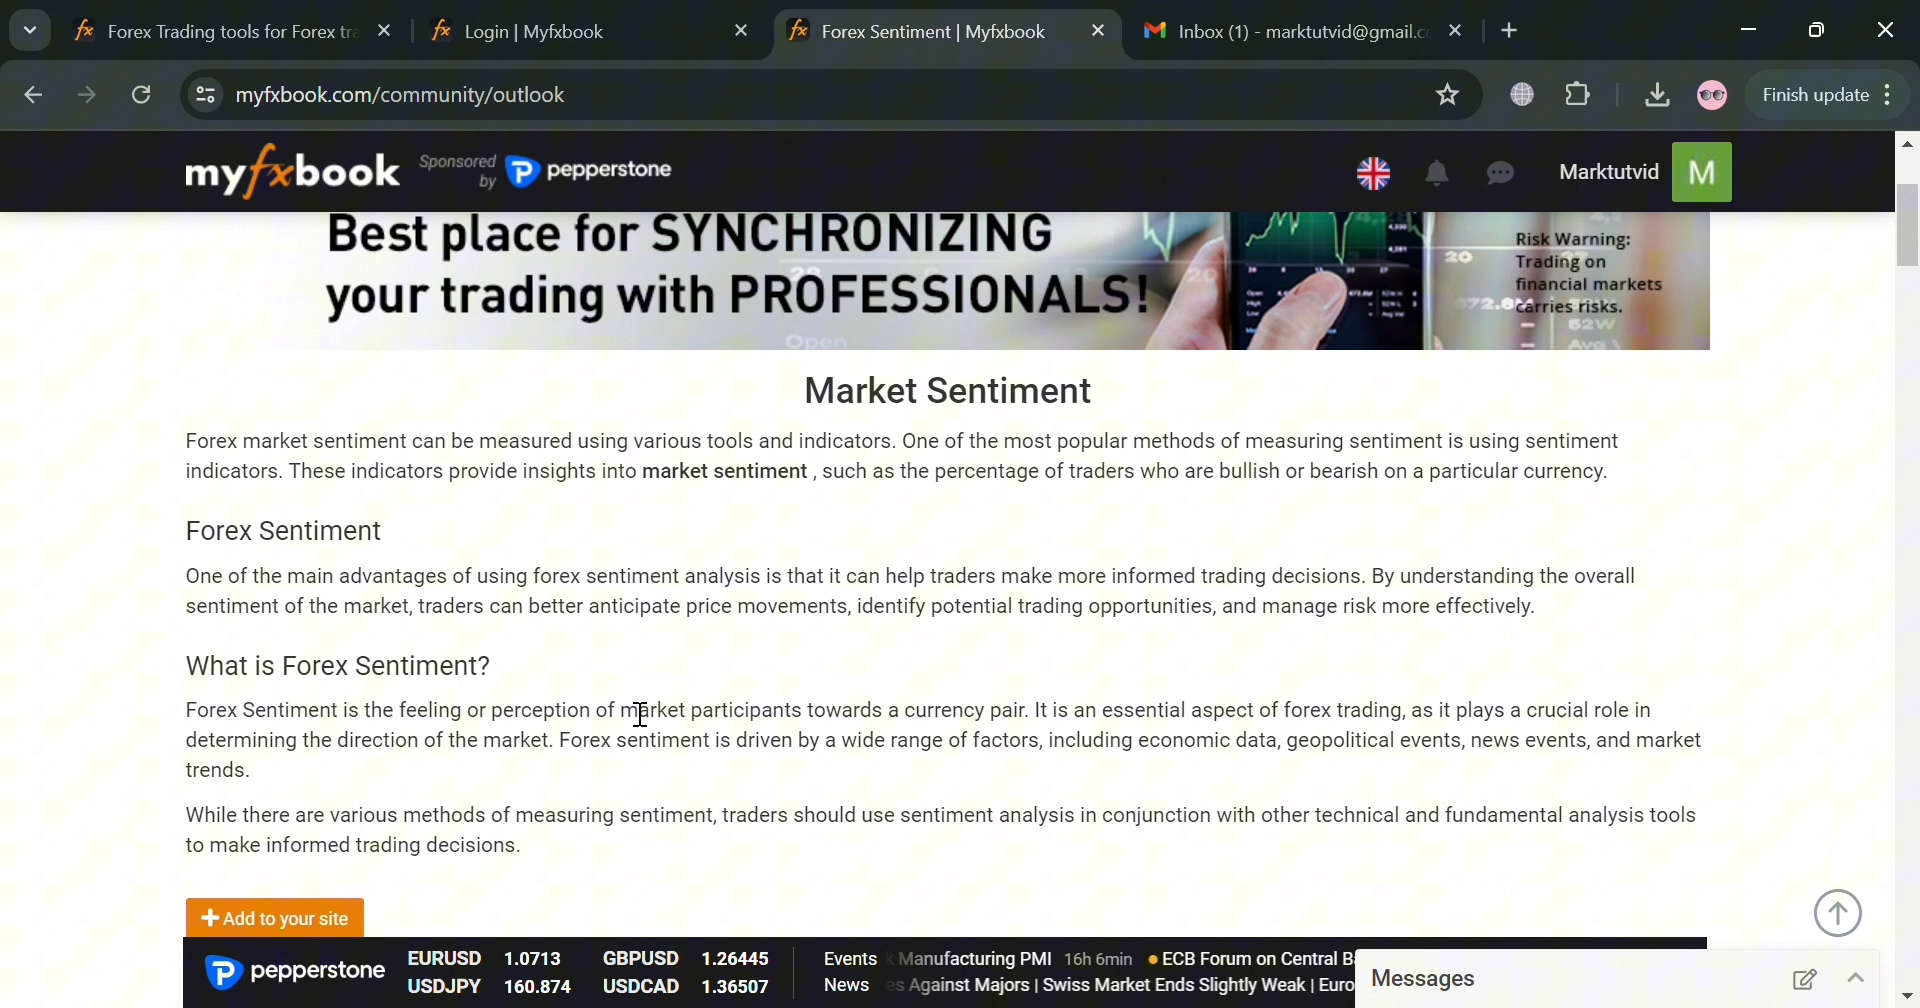 Forex Trading tools for Forex tra
Login | Myfxbook
Forex Sentiment | Myfxbook
Inbox (1) - marktutvid@gmail.c
myfxbook.com/community/outlook
Finish update
myfxbook Sponsored by pepperstone
Marktutvid M
Best place for SYNCHRONIZING
your trading with PROFESSIONALS!
Risk Warning:
Trading on
financial markets
carries risks.
Market Sentiment
Forex market sentiment can be measured using various tools and indicators. One of the most popular methods of measuring sentiment is using sentiment
indicators. These indicators provide insights into market sentiment , such as the percentage of traders who are bullish or bearish on a particular currency.
Forex Sentiment
One of the main advantages of using forex sentiment analysis is that it can help traders make more informed trading decisions. By understanding the overall
sentiment of the market, traders can better anticipate price movements, identify potential trading opportunities, and manage risk more effectively.
What is Forex Sentiment?
Forex Sentiment is the feeling or perception of market participants towards a currency pair. It is an essential aspect of forex trading, as it plays a crucial role in
determining the direction of the market. Forex sentiment is driven by a wide range of factors, including economic data, geopolitical events, news events, and market
trends.
While there are various methods of measuring sentiment, traders should use sentiment analysis in conjunction with other technical and fundamental analysis tools
to make informed trading decisions.
+ Add to your site
pepperstone
EURUSD 1.0713 GBPUSD 1.26445
USDJPY 160.874 USDCAD 1.36507
Events Manufacturing PMI 16h 6min ECB Forum on Central
News Against Majors | Swiss Market Ends Slightly Weak | Euro
Messages